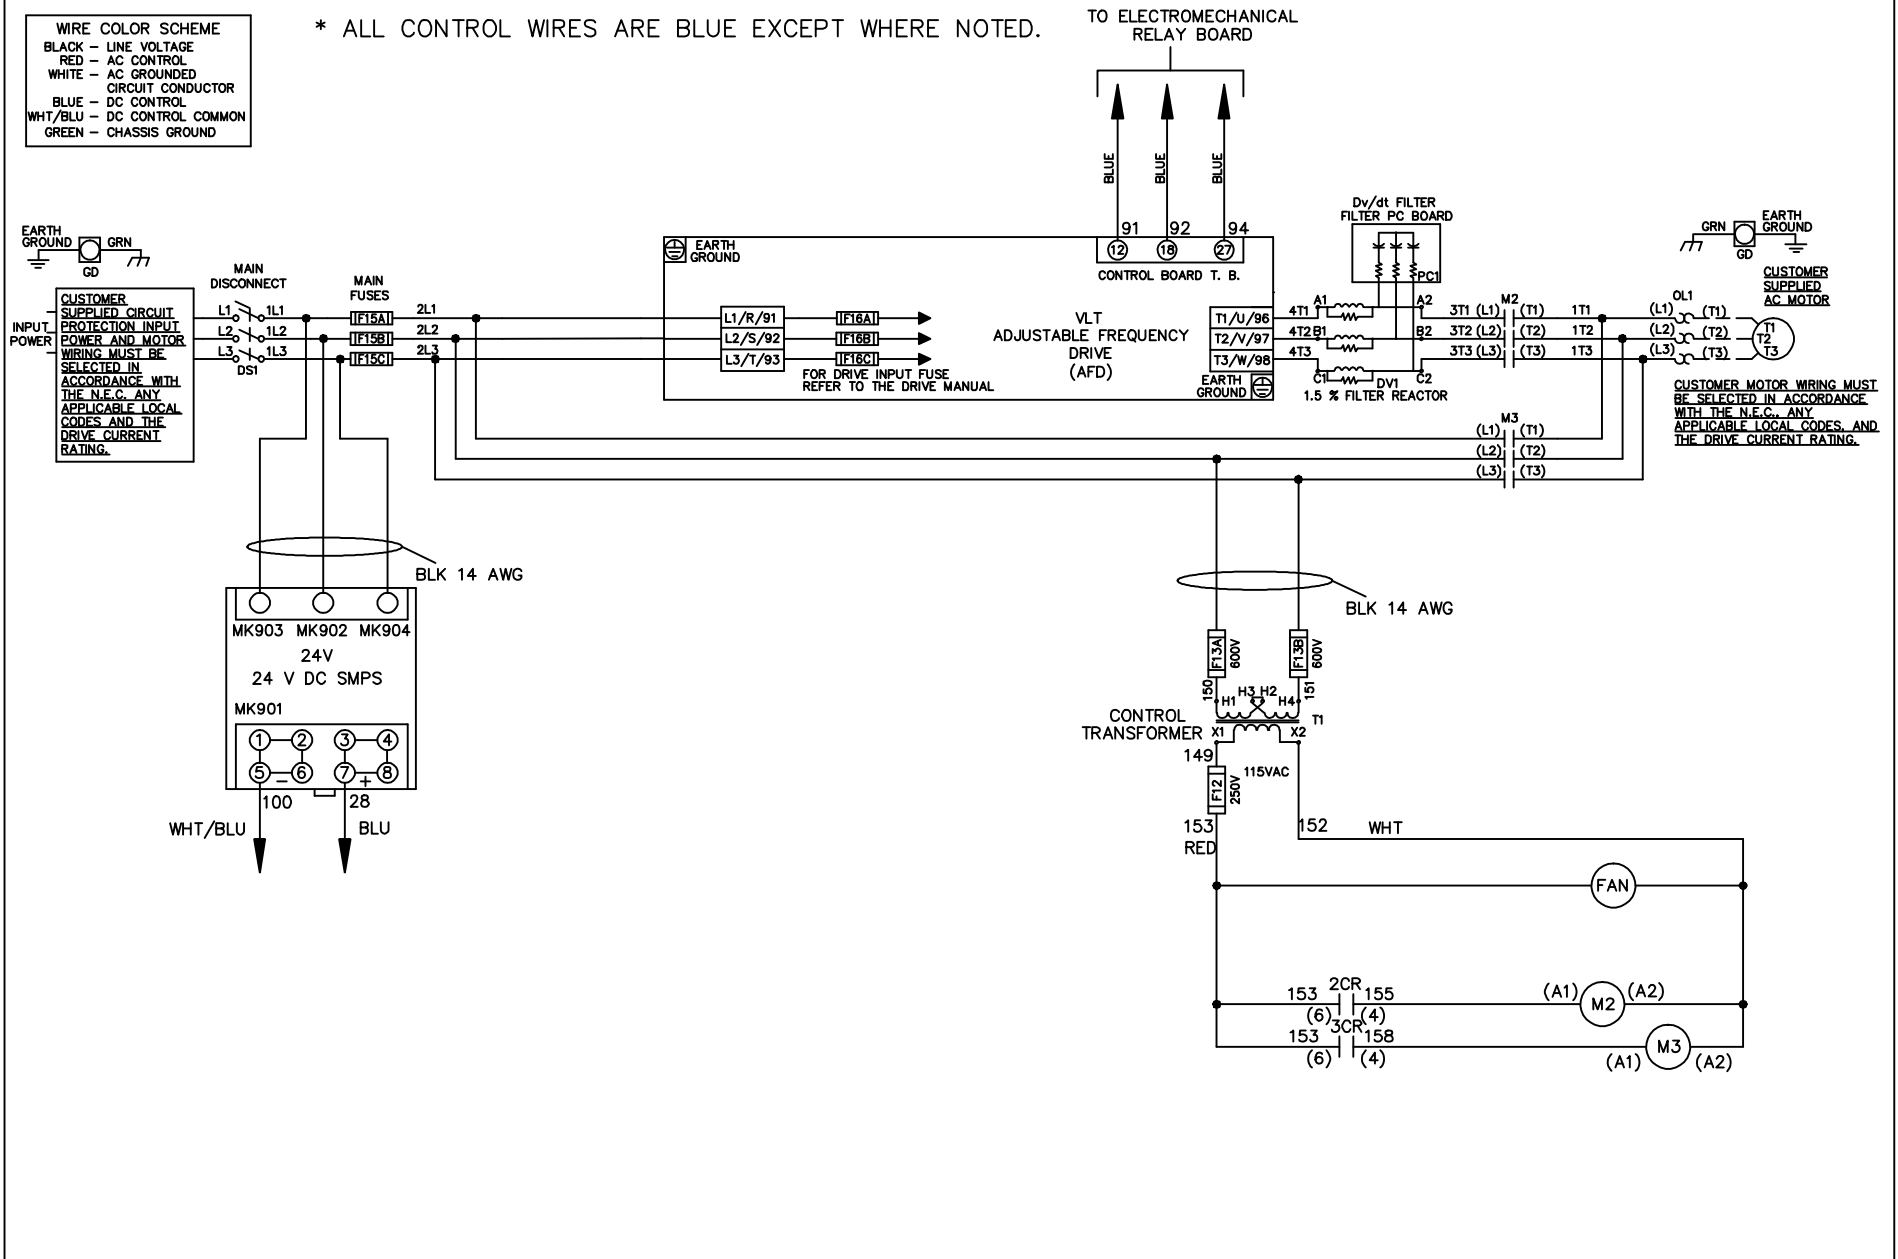 WIRE COLOR SCHEME
BLACK – LINE VOLTAGE
RED – AC CONTROL
WHITE – AC GROUNDED
CIRCUIT CONDUCTOR
BLUE – DC CONTROL
WHT/BLU – DC CONTROL COMMON
GREEN – CHASSIS GROUND
* ALL CONTROL WIRES ARE BLUE EXCEPT WHERE NOTED.
TO ELECTROMECHANICAL
RELAY BOARD
BLUE
BLUE
BLUE
91 92 94
12 18 27
CONTROL BOARD T. B.
EARTH
GROUND
GRN
GD
INPUT
POWER
CUSTOMER
SUPPLIED CIRCUIT
PROTECTION INPUT
POWER AND MOTOR
WIRING MUST BE
SELECTED IN
ACCORDANCE WITH
THE N.E.C. ANY
APPLICABLE LOCAL
CODES AND THE
DRIVE CURRENT
RATING.
MAIN
DISCONNECT
L1 1L1
L2 1L2
L3 1L3
DS1
MAIN
FUSES
F15A
F15B
F15C
2L1
2L2
2L3
EARTH
GROUND
L1/R/91
L2/S/92
L3/T/93
F16A
F16B
F16C
FOR DRIVE INPUT FUSE
REFER TO THE DRIVE MANUAL
VLT
ADJUSTABLE FREQUENCY
DRIVE
(AFD)
T1/U/96
T2/V/97
T3/W/98
EARTH
GROUND
Dv/dt FILTER
FILTER PC BOARD
PC1
4T1 A1 A2
4T2 B1 B2
4T3
C1 C2
DV1
1.5 % FILTER REACTOR
M2
3T1 (L1) (T1) 1T1
3T2 (L2) (T2) 1T2
3T3 (L3) (T3) 1T3
M3
(L1) (T1)
(L2) (T2)
(L3) (T3)
OL1
(L1) (T1)
(L2) (T2)
(L3) (T3)
T1
T2
T3
GRN
EARTH
GROUND
GD
CUSTOMER
SUPPLIED
AC MOTOR
CUSTOMER MOTOR WIRING MUST
BE SELECTED IN ACCORDANCE
WITH THE N.E.C., ANY
APPLICABLE LOCAL CODES, AND
THE DRIVE CURRENT RATING.
BLK 14 AWG
MK903 MK902 MK904
24V
24 V DC SMPS
MK901
1 2 3 4
5 6 7 8
– +
100 28
WHT/BLU BLU
BLK 14 AWG
F13A 600V
F13B 600V
150 151
H1 H3 H2 H4
CONTROL
TRANSFORMER
T1
X1 X2
149
115VAC
F12 250V
153
RED
152 WHT
FAN
2CR
153 155
(6) (4)
(A1) M2 (A2)
3CR
153 158
(6) (4)
(A1) M3 (A2)